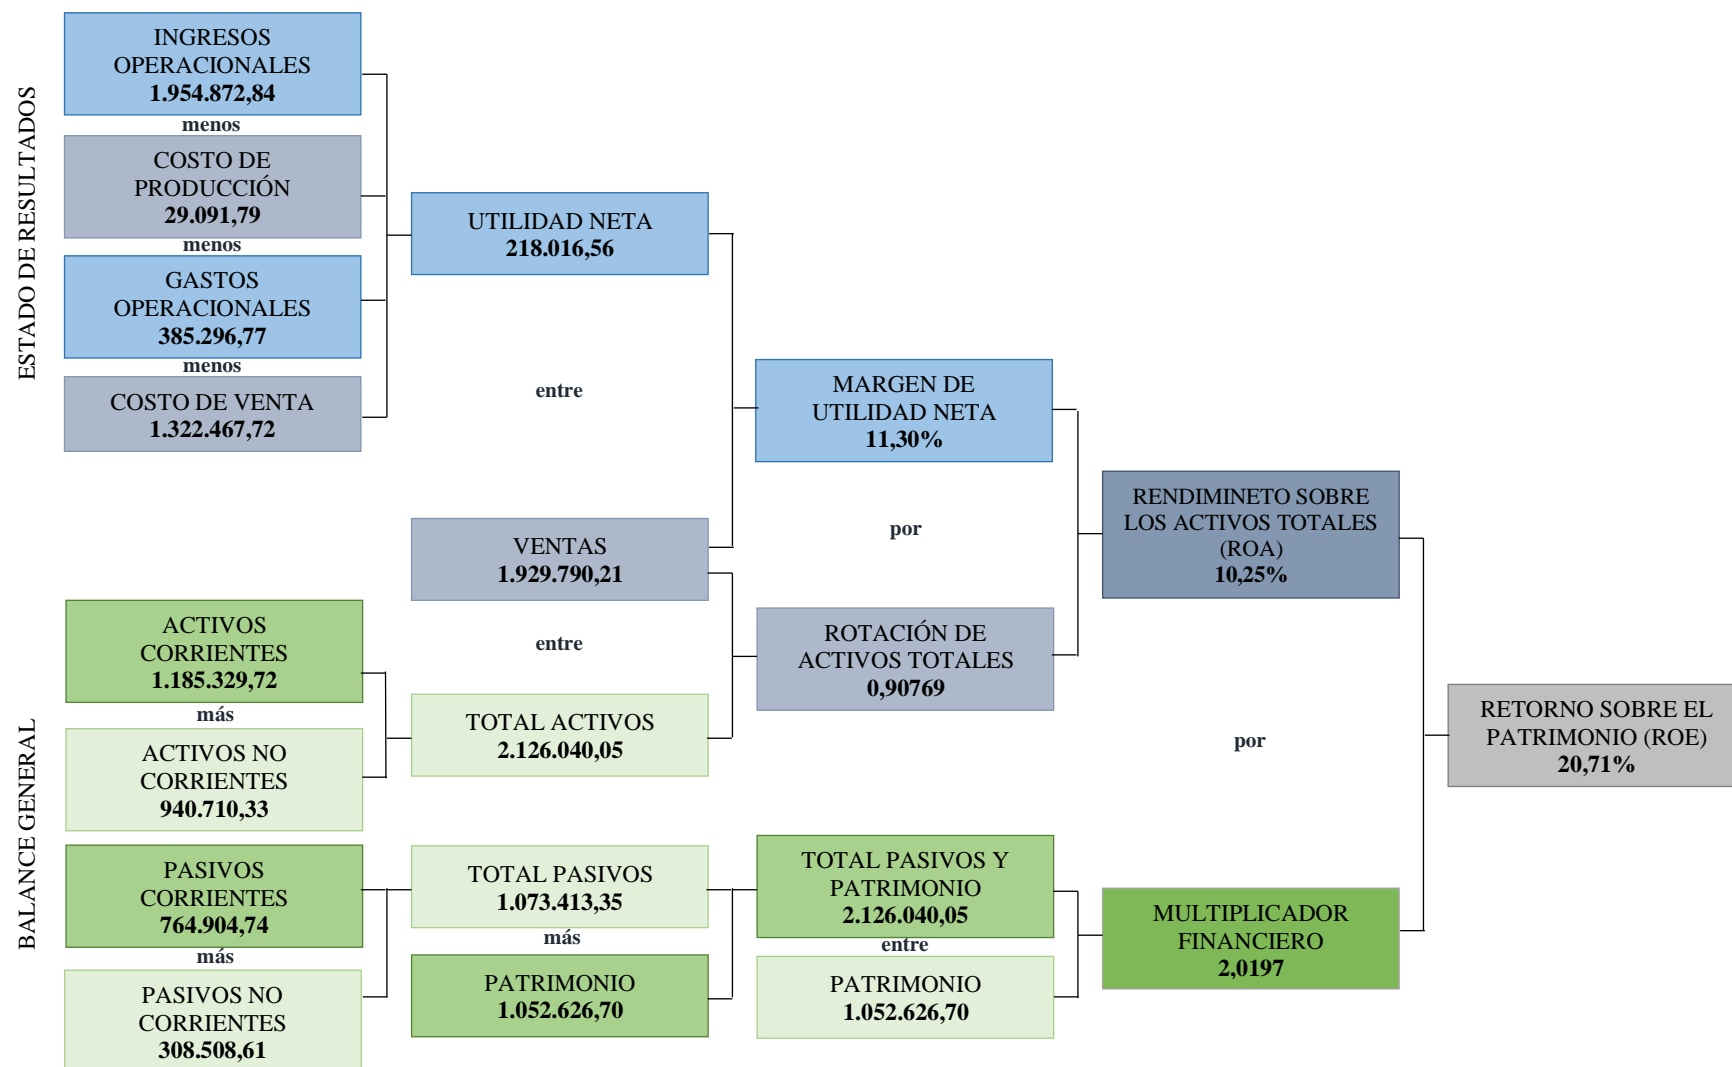 ESTADO DE RESULTADOS
INGRESOS
OPERACIONALES
1.954.872,84
menos
COSTO DE
PRODUCCIÓN
29.091,79
menos
GASTOS
OPERACIONALES
385.296,77
menos
COSTO DE VENTA
1.322.467,72
UTILIDAD NETA
218.016,56
entre
VENTAS
1.929.790,21
MARGEN DE
UTILIDAD NETA
11,30%
por
RENDIMINETO SOBRE
LOS ACTIVOS TOTALES
(ROA)
10,25%
BALANCE GENERAL
ACTIVOS
CORRIENTES
1.185.329,72
más
ACTIVOS NO
CORRIENTES
940.710,33
entre
TOTAL ACTIVOS
2.126.040,05
ROTACIÓN DE
ACTIVOS TOTALES
0,90769
por
RETORNO SOBRE EL
PATRIMONIO (ROE)
20,71%
PASIVOS
CORRIENTES
764.904,74
más
PASIVOS NO
CORRIENTES
308.508,61
TOTAL PASIVOS
1.073.413,35
más
PATRIMONIO
1.052.626,70
TOTAL PASIVOS Y
PATRIMONIO
2.126.040,05
entre
PATRIMONIO
1.052.626,70
MULTIPLICADOR
FINANCIERO
2,0197